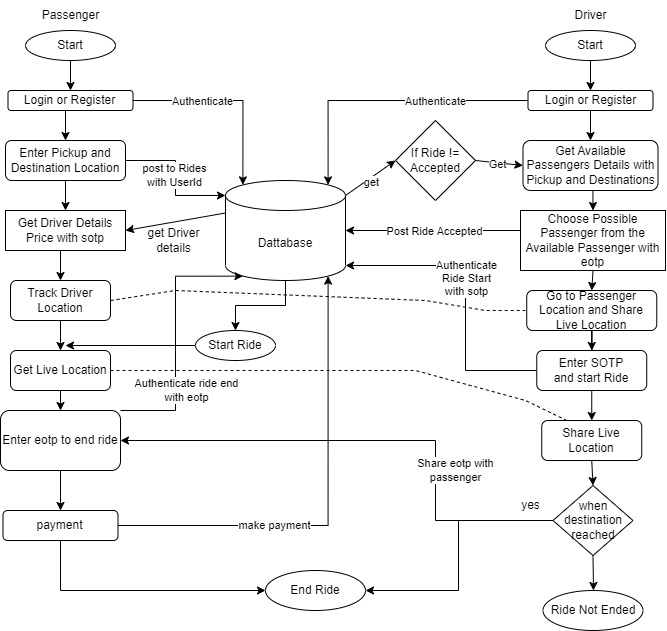 Passenger
Driver
Start
Start
Login or Register
Authenticate
Authenticate
Login or Register
Enter Pickup and
Destination Location
post to Rides
with UserId
If Ride !=
Accepted
get
Get
Get Available
Passengers Details with
Pickup and Destinations
Get Driver Details
Price with sotp
get Driver
details
Dattabase
Post Ride Accepted
Choose Possible
Passenger from the
Available Passenger with
eotp
Authenticate
Ride Start
with sotp
Track Driver
Location
Go to Passenger
Location and Share
Live Location
Start Ride
Get Live Location
Authenticate ride end
with eotp
Enter SOTP
and start Ride
Enter eotp to end ride
Share Live
Location
Share eotp with
passenger
payment
make payment
yes
when
destination
reached
End Ride
Ride Not Ended